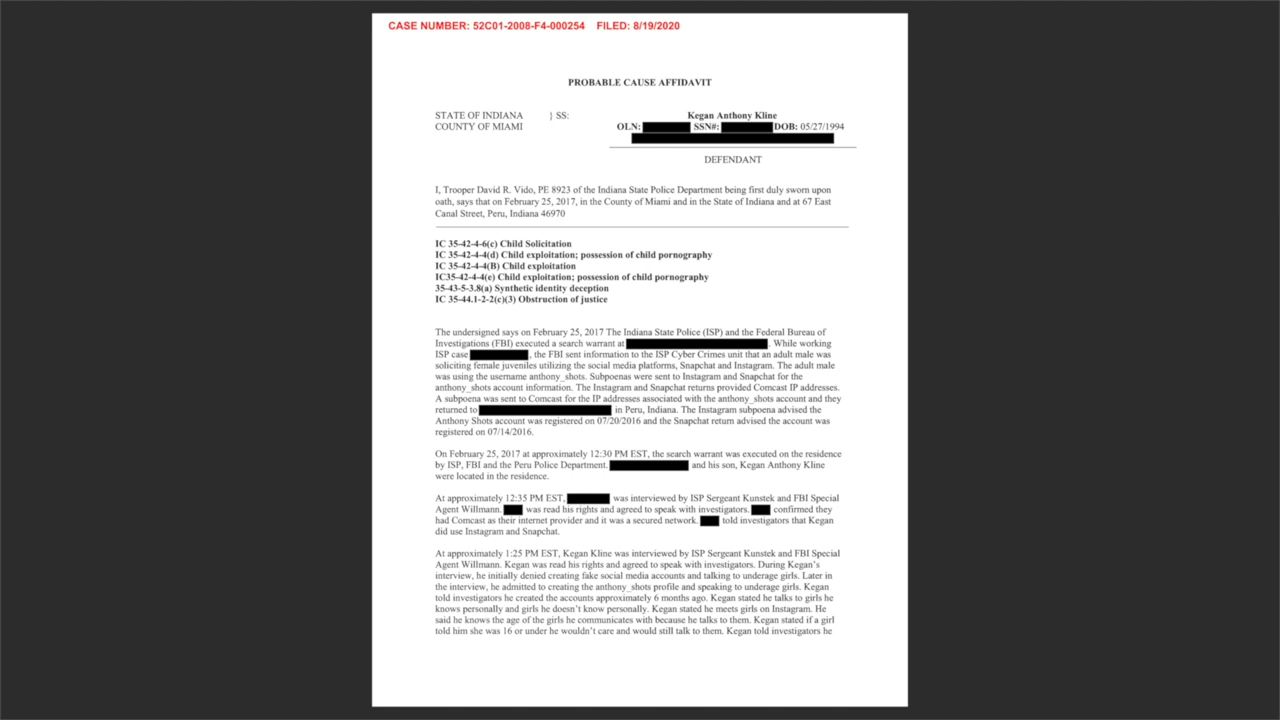 CASE NUMBER: 52C01-2008-F4-000254 FILED: 8/19/2020
PROBABLE CAUSE AFFIDAVIT
STATE OF INDIANA } SS: Kegan Anthony Kline
COUNTY OF MIAMI OLN: SSN#: DOB: 05/27/1994
DEFENDANT
I, Trooper David R. Vido, PE 8923 of the Indiana State Police Department being first duly sworn upon
oath, says that on February 25, 2017, in the County of Miami and in the State of Indiana and at 67 East
Canal Street, Peru, Indiana 46970
IC 35-42-4-6(c) Child Solicitation
IC 35-42-4-4(d) Child exploitation; possession of child pornography
IC 35-42-4-4(B) Child exploitation
IC35-42-4-4(e) Child exploitation; possession of child pornography
35-43-5-3.8(a) Synthetic identity deception
IC 35-44.1-2-2(c)(3) Obstruction of justice
The undersigned says on February 25, 2017 The Indiana State Police (ISP) and the Federal Bureau of
Investigations (FBI) executed a search warrant at . While working
ISP case , the FBI sent information to the ISP Cyber Crimes unit that an adult male was
soliciting female juveniles utilizing the social media platforms, Snapchat and Instagram. The adult male
was using the username anthony_shots. Subpoenas were sent to Instagram and Snapchat for the
anthony_shots account information. The Instagram and Snapchat returns provided Comcast IP addresses.
A subpoena was sent to Comcast for the IP addresses associated with the anthony_shots account and they
returned to in Peru, Indiana. The Instagram subpoena advised the
Anthony Shots account was registered on 07/20/2016 and the Snapchat return advised the account was
registered on 07/14/2016.
On February 25, 2017 at approximately 12:30 PM EST, the search warrant was executed on the residence
by ISP, FBI and the Peru Police Department. and his son, Kegan Anthony Kline
were located in the residence.
At approximately 12:35 PM EST, was interviewed by ISP Sergeant Kunstek and FBI Special
Agent Willmann. was read his rights and agreed to speak with investigators. confirmed they
had Comcast as their internet provider and it was a secured network. told investigators that Kegan
did use Instagram and Snapchat.
At approximately 1:25 PM EST, Kegan Kline was interviewed by ISP Sergeant Kunstek and FBI Special
Agent Willmann. Kegan was read his rights and agreed to speak with investigators. During Kegan's
interview, he initially denied creating fake social media accounts and talking to underage girls. Later in
the interview, he admitted to creating the anthony_shots profile and speaking to underage girls. Kegan
told investigators he created the accounts approximately 6 months ago. Kegan stated he talks to girls he
knows personally and girls he doesn't know personally. Kegan stated he meets girls on Instagram. He
said he knows the age of the girls he communicates with because he talks to them. Kegan stated if a girl
told him she was 16 or under he wouldn't care and would still talk to them. Kegan told investigators he